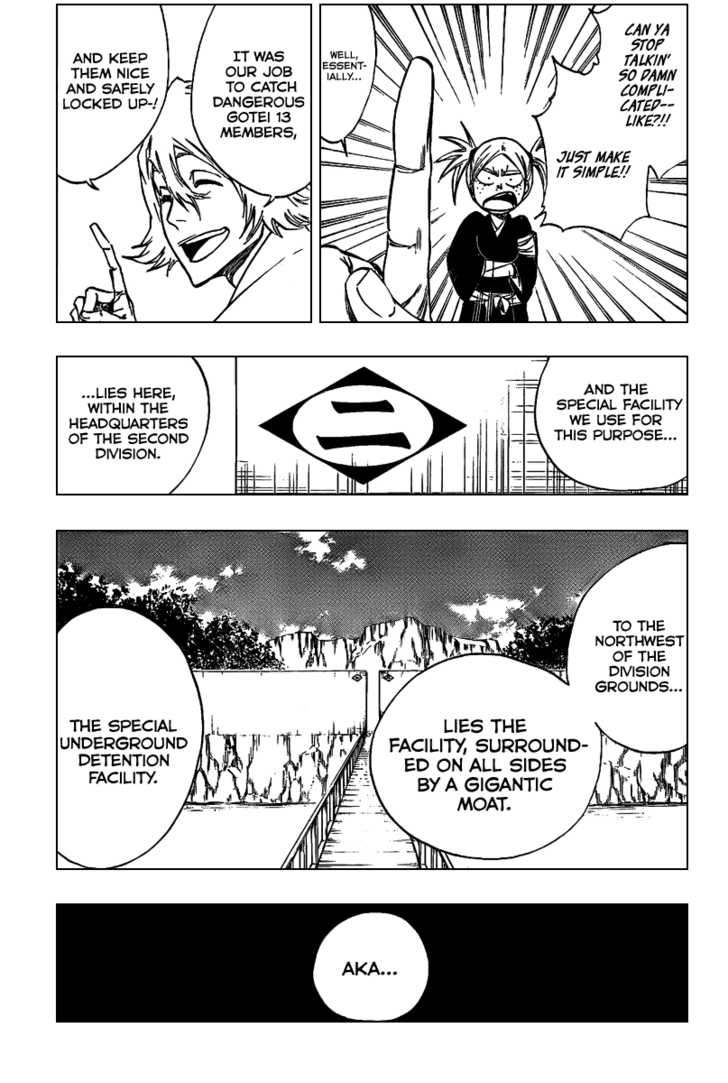 CAN YA
STOP
TALKIN'
SO DAMN
COMPLI-
CATED--
LIKE?!!
JUST MAKE
IT SIMPLE!!
WELL,
ESSENT-
IALLY...
IT WAS
OUR JOB
TO CATCH
DANGEROUS
GOTEI 13
MEMBERS,
AND KEEP
THEM NICE
AND SAFELY
LOCKED UP-!
AND THE
SPECIAL FACILITY
WE USE FOR
THIS PURPOSE...
二
...LIES HERE,
WITHIN THE
HEADQUARTERS
OF THE SECOND
DIVISION.
TO THE
NORTHWEST
OF THE
DIVISION
GROUNDS...
LIES THE
FACILITY, SURROUND-
ED ON ALL SIDES
BY A GIGANTIC
MOAT.
THE SPECIAL
UNDERGROUND
DETENTION
FACILITY.
AKA...